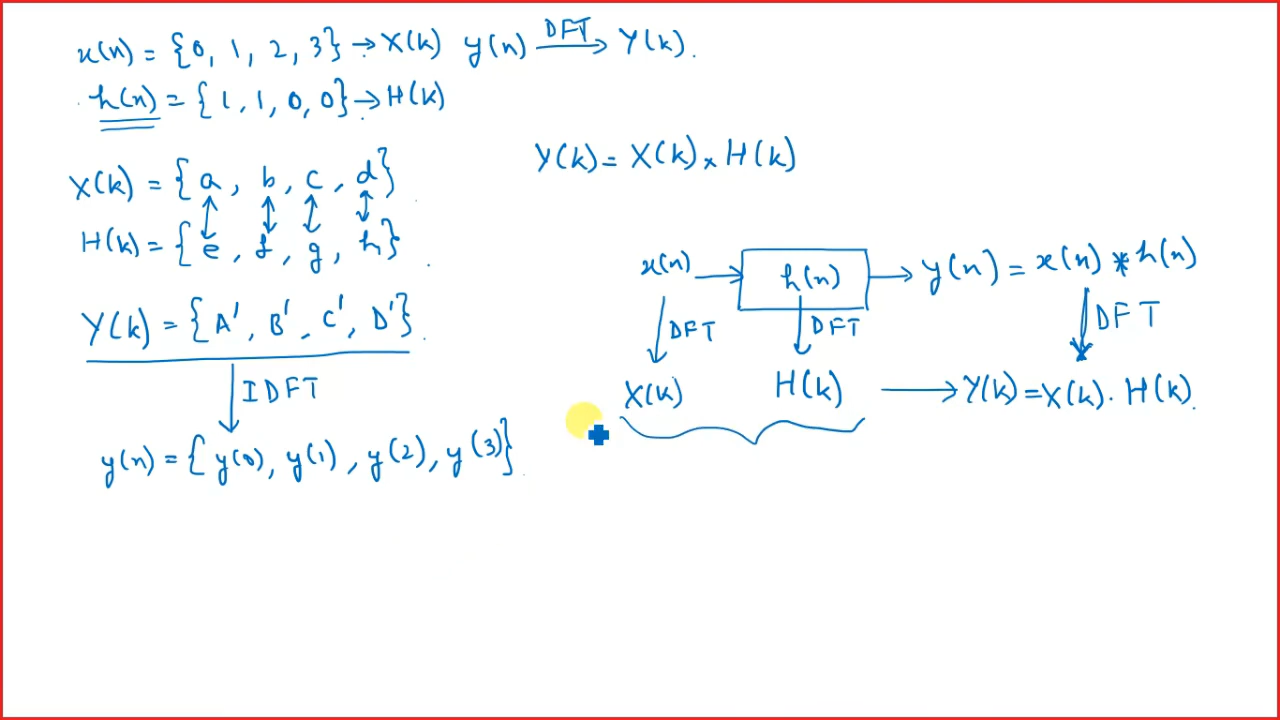 x(n) = {0, 1, 2, 3} → X(k) y(n) DFT→ Y(k).
h(n) = {1, 1, 0, 0} → H(k)
Y(k) = X(k) × H(k)
X(k) = {a, b, c, d}
H(k) = {e, f, g, h}
Y(k) = {A', B', C', D'}
IDFT
y(n) = {y(0), y(1), y(2), y(3)}
x(n) → h(n) → y(n) = x(n) * h(n)
DFT DFT DFT
X(k) H(k) → Y(k) = X(k) · H(k)